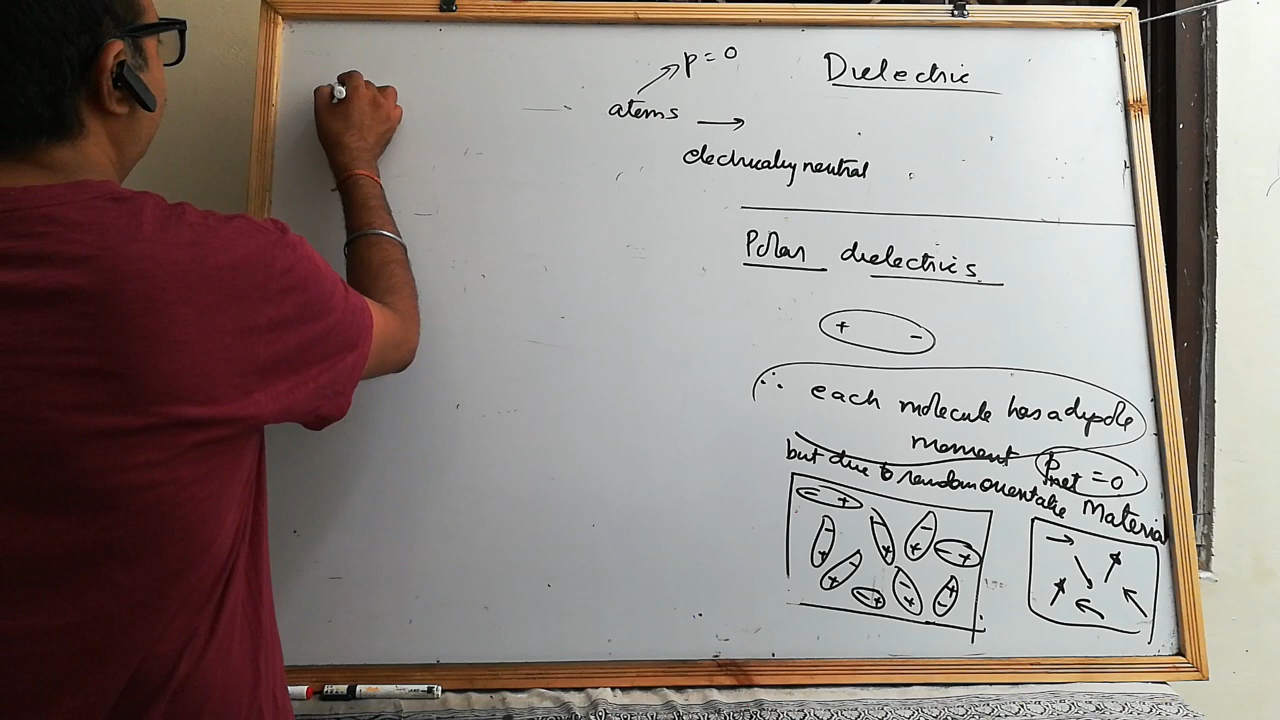 p = 0
Dielectric
atoms →
electrically neutral
Polar dielectrics
+ -
∴ each molecule has a dipole
moment
but due to random orientation
Pnet = 0
Material
- +
- +
- +
- +
- +
- +
- +
- +
+ -